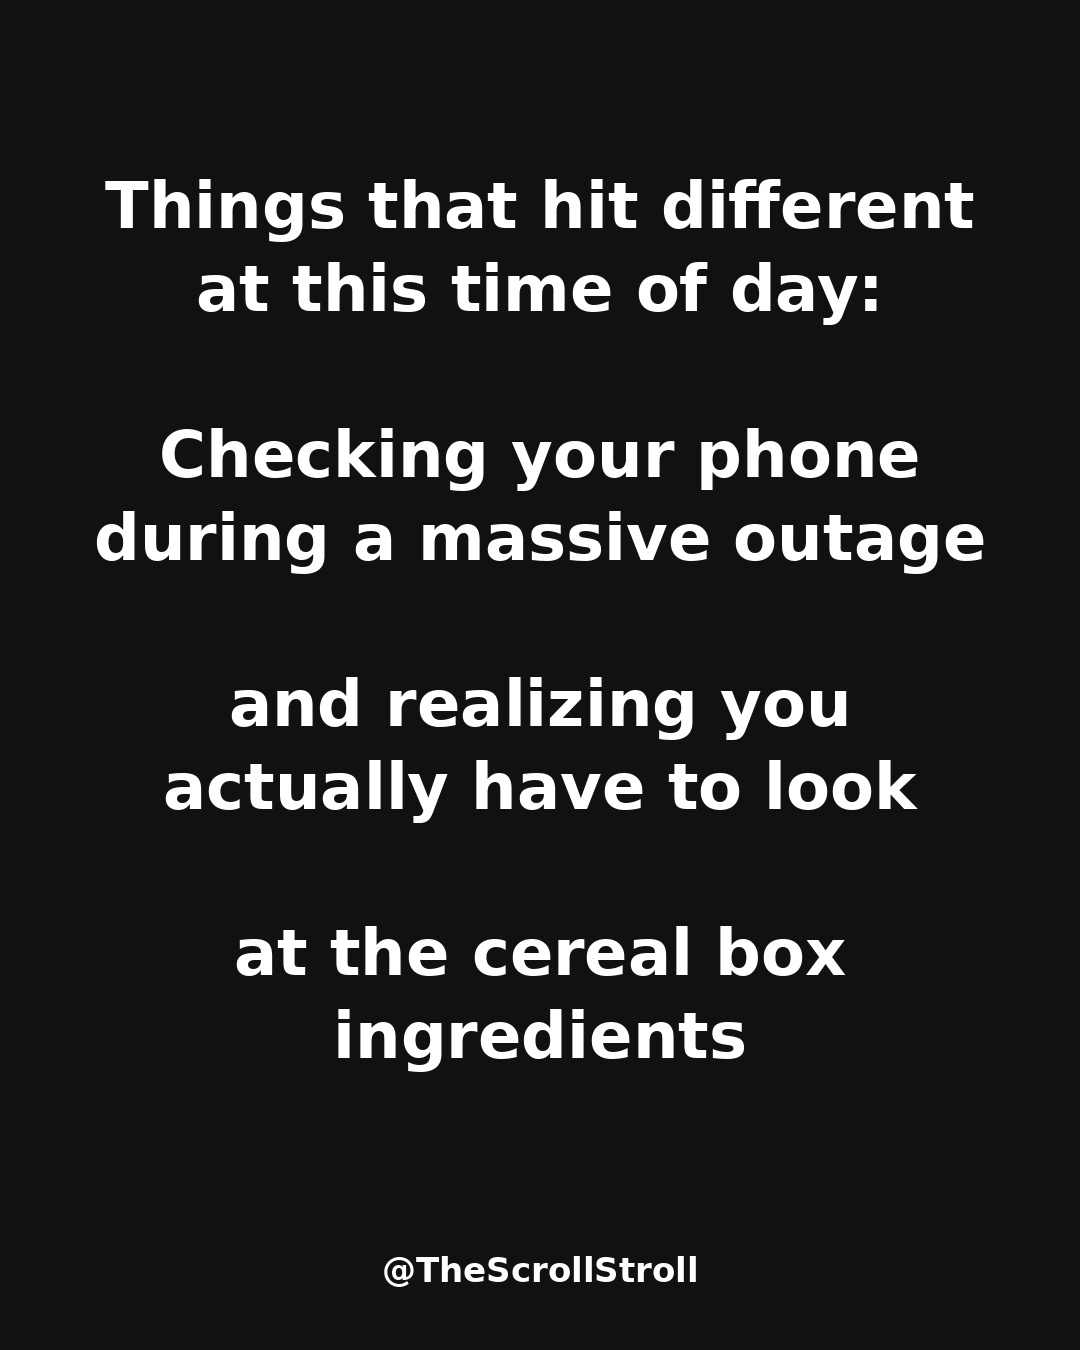 Things that hit different
at this time of day:
Checking your phone
during a massive outage
and realizing you
actually have to look
at the cereal box
ingredients
@TheScrollStroll